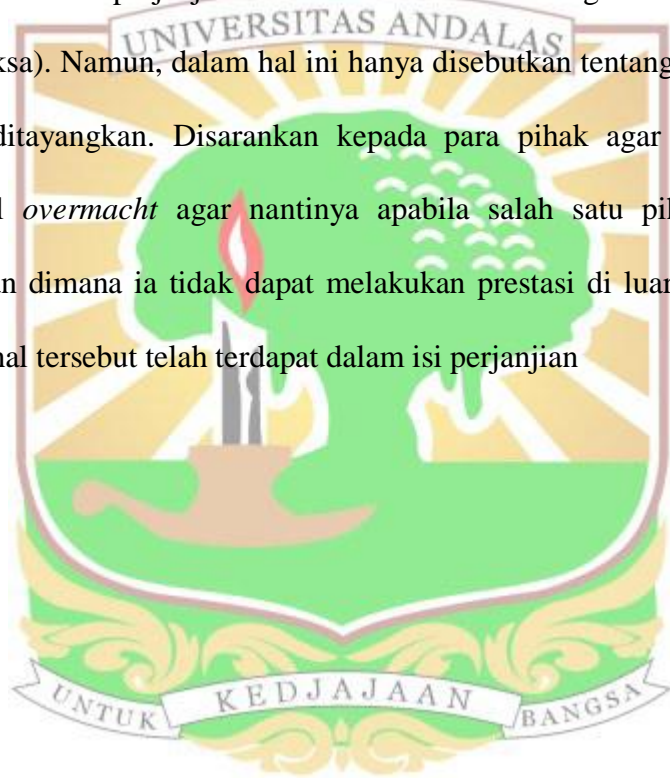 UNIVERSITAS ANDALAS
ksa). Namun, dalam hal ini hanya disebutkan tentang
ditayangkan. Disarankan kepada para pihak agar
overmacht agar nantinya apabila salah satu
dimana ia tidak dapat melakukan prestasi di luar
hal tersebut telah terdapat dalam isi perjanjian
UNTUK KEDJAJAAN BANGSA